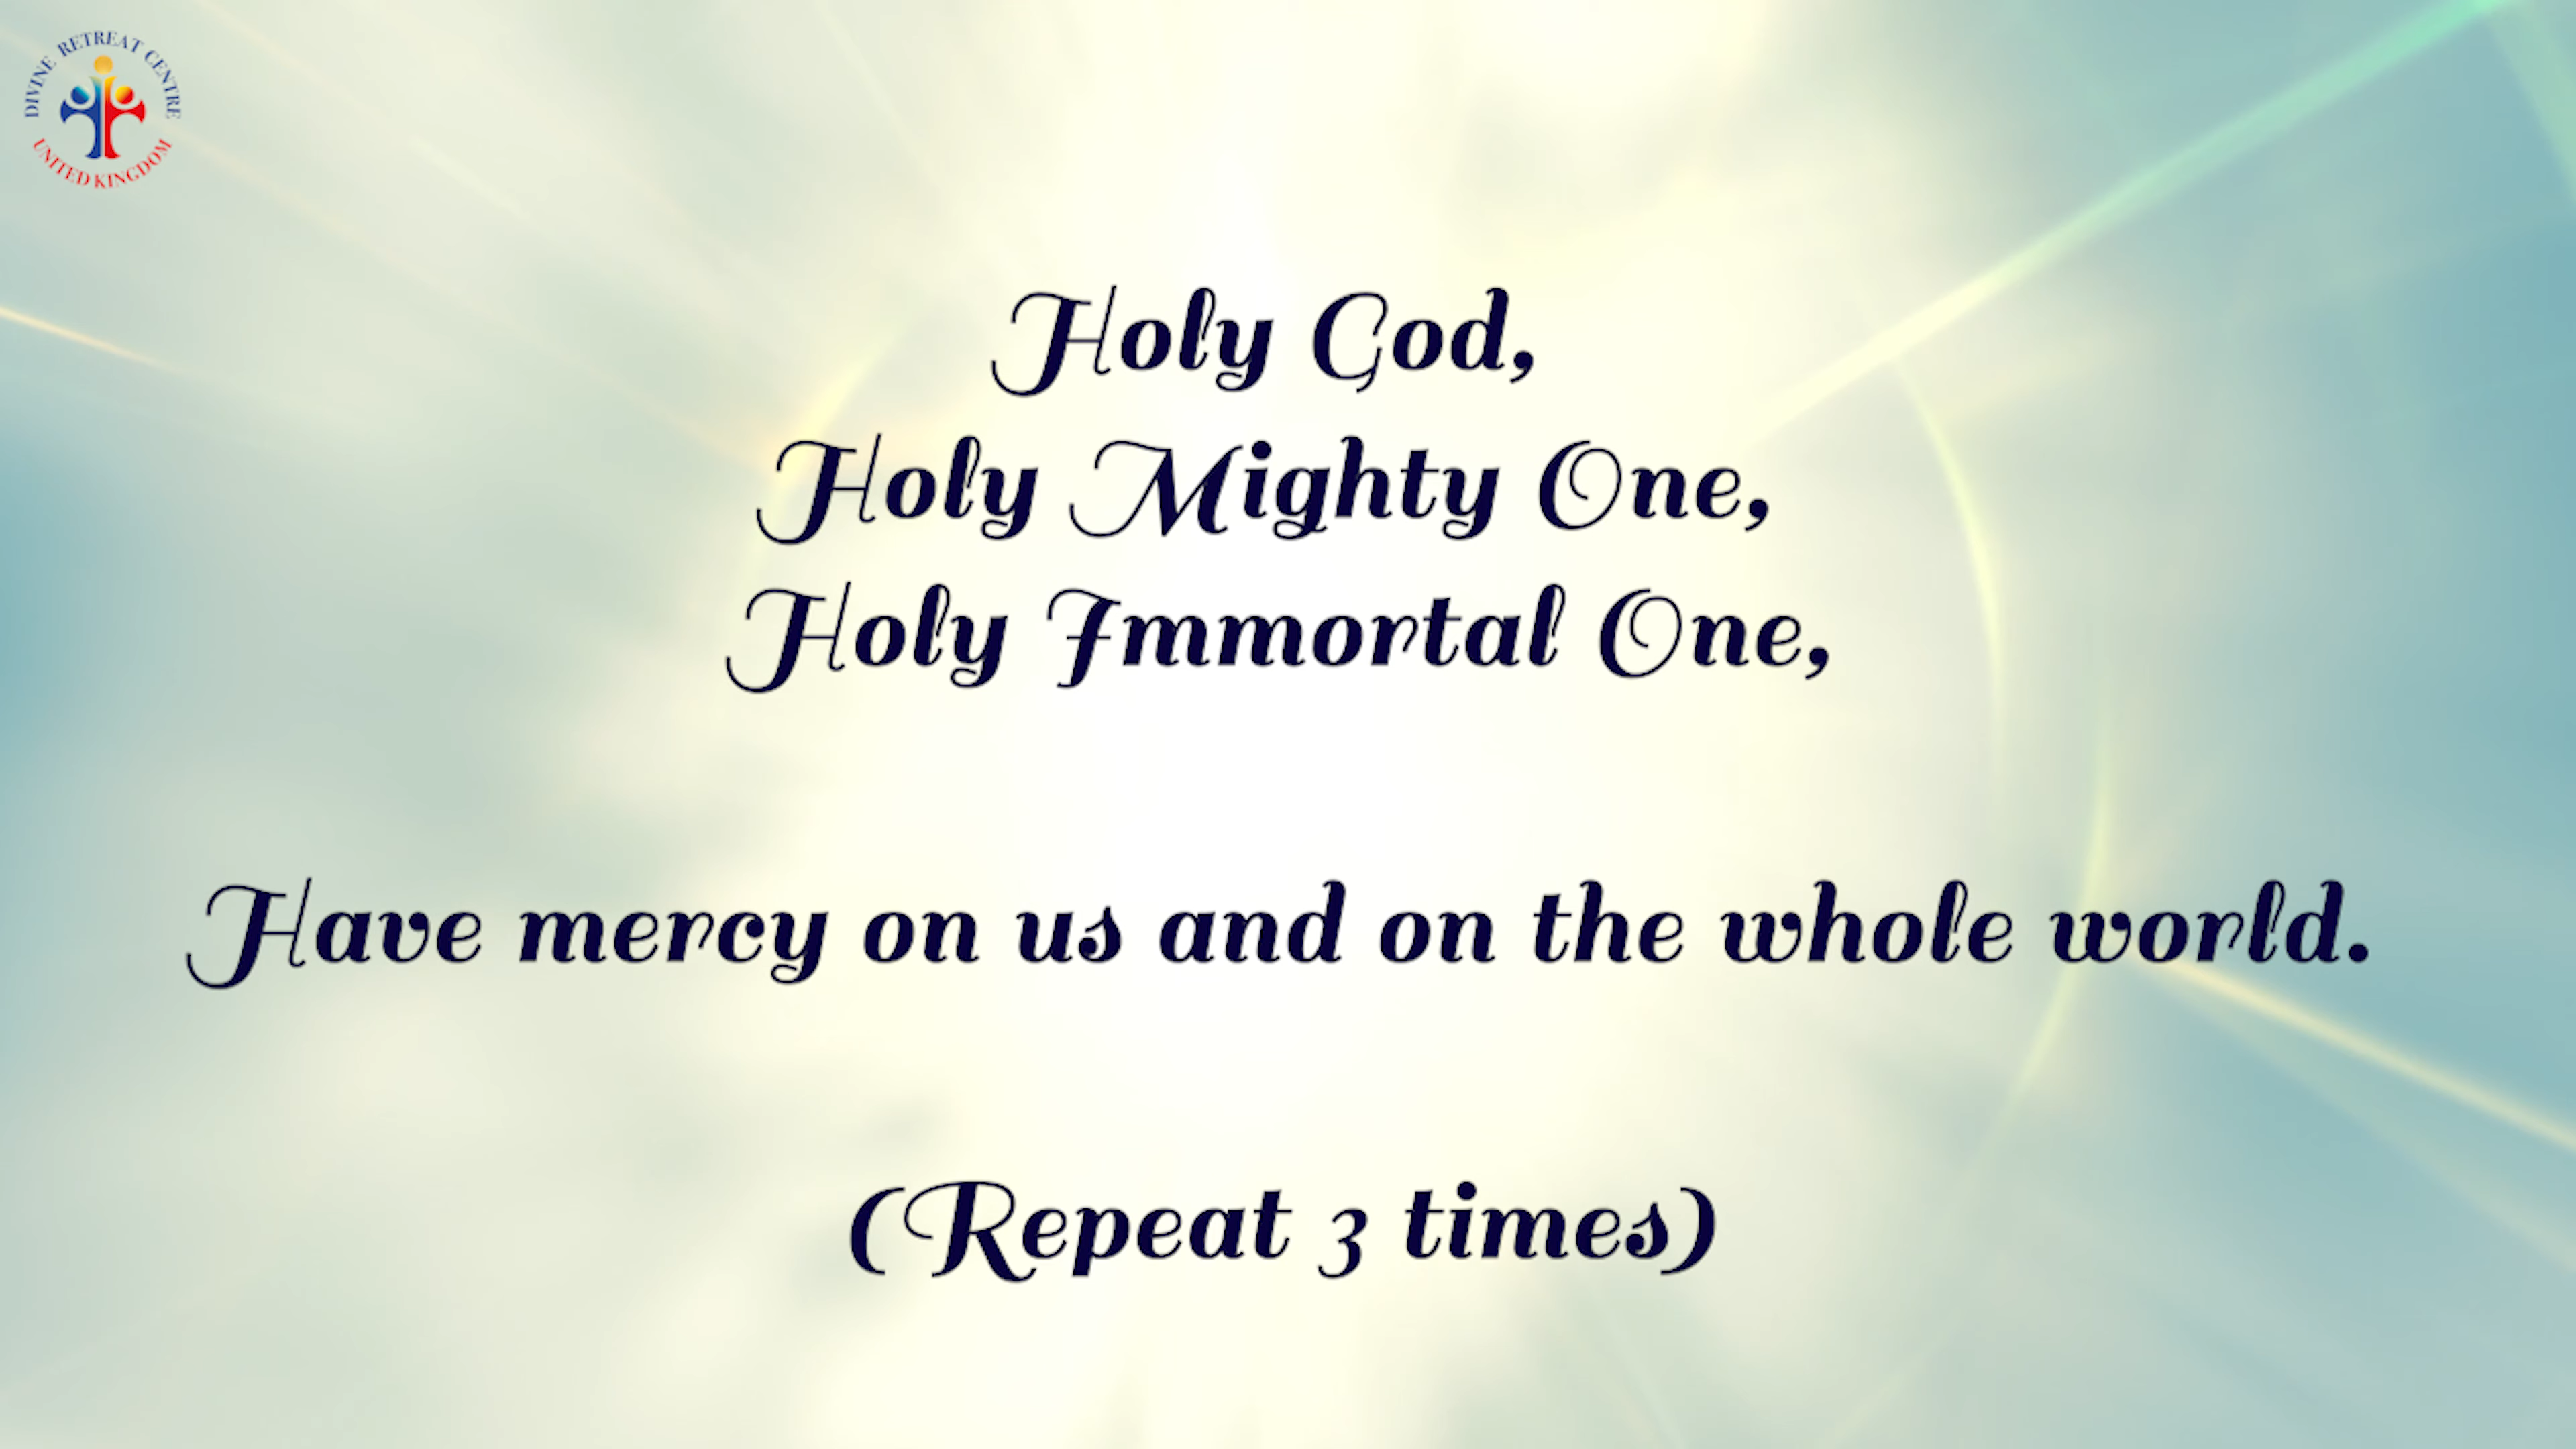 DIVINE RETREAT CENTRE
UNITED KINGDOM
Holy God,
Holy Mighty One,
Holy Immortal One,
Have mercy on us and on the whole world.
(Repeat 3 times)